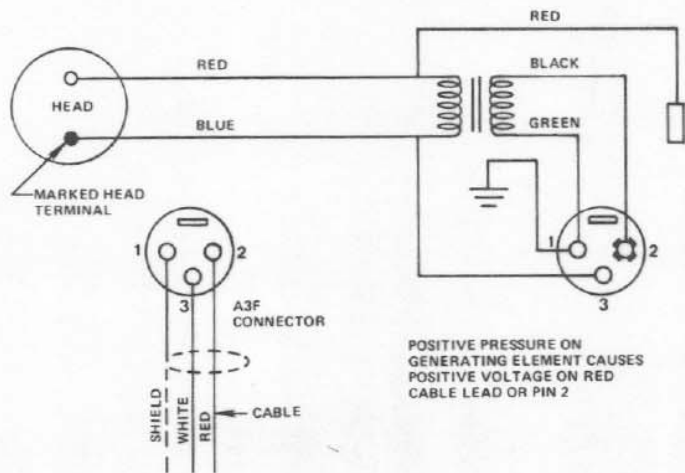 RED
RED
BLACK
HEAD
BLUE
GREEN
MARKED HEAD
TERMINAL
1
2
3
1
2
3
A3F
CONNECTOR
POSITIVE PRESSURE ON
GENERATING ELEMENT CAUSES
POSITIVE VOLTAGE ON RED
CABLE LEAD OR PIN 2
SHIELD
WHITE
RED
CABLE